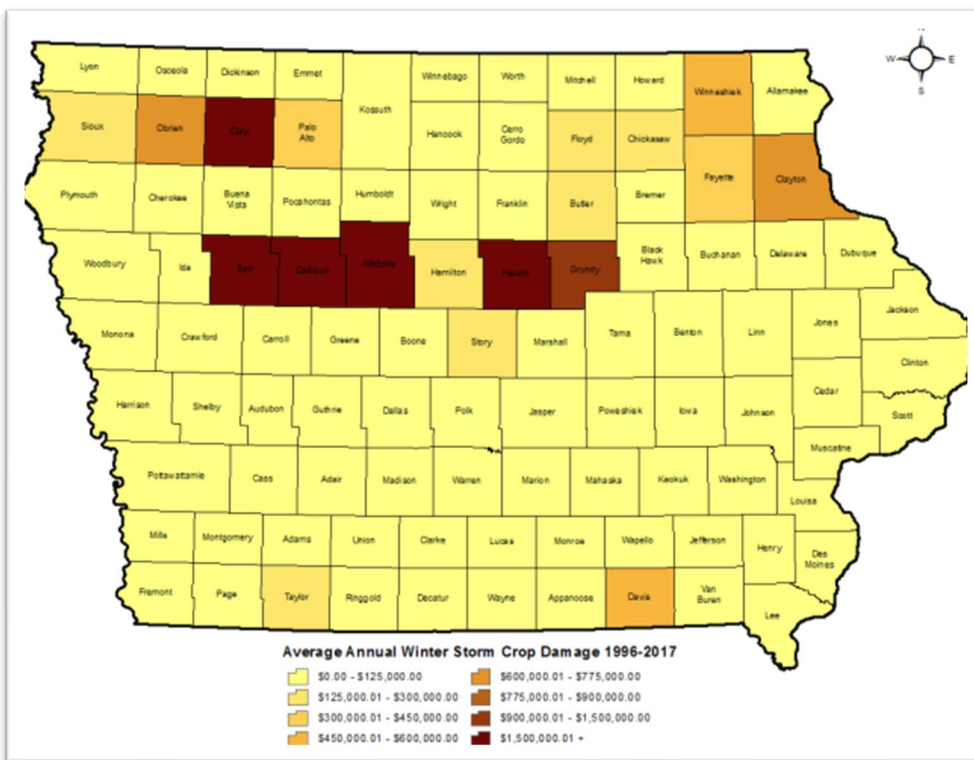 N
W E
S
Lyon Osceola Dickinson Emmet Winnebago Worth Mitchell Howard Winneshiek Allamakee
Kossuth
Sioux Obrien Clay Palo
Alto
Hancock Cerro
Gordo
Floyd Chickasaw
Fayette Clayton
Plymouth Cherokee Buena
Vista
Pocahontas Humboldt Wright Franklin Butler Bremer
Woodbury Ida Sac Calhoun Webster Hamilton Hardin Grundy Black
Hawk
Buchanan Delaware Dubuque
Monona Crawford Carroll Greene Boone Story Marshall Tama Benton Linn Jones Jackson
Clinton
Cedar
Harrison Shelby Audubon Guthrie Dallas Polk Jasper Poweshiek Iowa Johnson Scott
Muscatine
Pottawattamie Cass Adair Madison Warren Marion Mahaska Keokuk Washington
Louisa
Mills Montgomery Adams Union Clarke Lucas Monroe Wapello Jefferson Henry Des
Moines
Fremont Page Taylor Ringgold Decatur Wayne Appanoose Davis Van
Buren
Lee
Average Annual Winter Storm Crop Damage 1996-2017
$0.00 - $125,000.00
$125,000.01 - $300,000.00
$300,000.01 - $450,000.00
$450,000.01 - $600,000.00
$600,000.01 - $775,000.00
$775,000.01 - $900,000.00
$900,000.01 - $1,500,000.00
$1,500,000.01 +